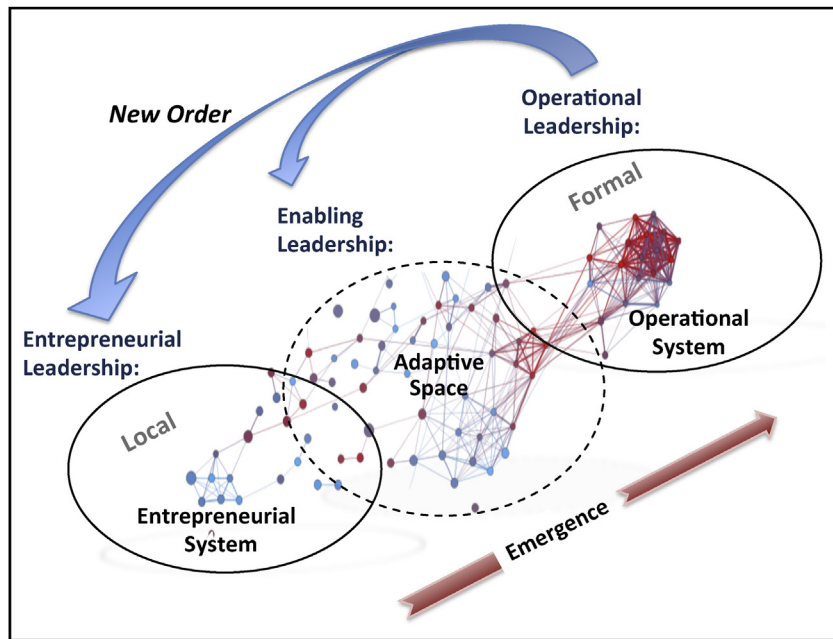 Operational
Leadership:
New Order
Formal
Enabling
Leadership:
Operational
System
Entrepreneurial
Leadership:
Adaptive
Space
Local
Entrepreneurial
System
Emergence